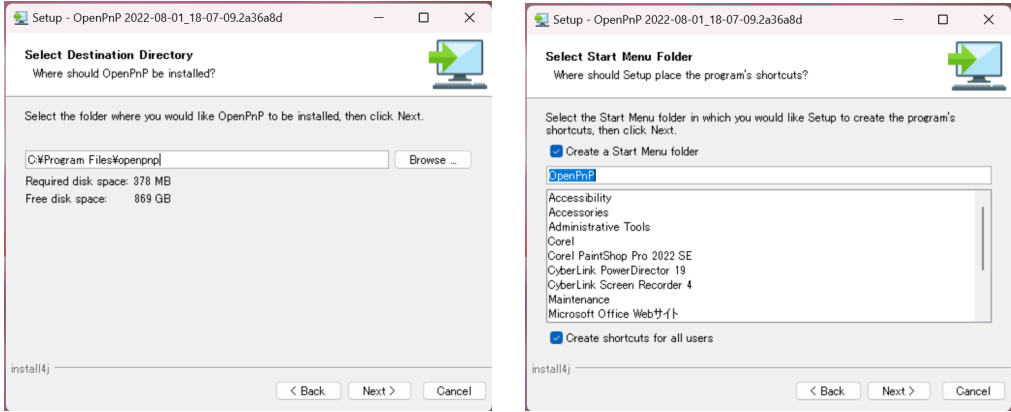 Setup - OpenPnP 2022-08-01_18-07-09.2a36a8d
Select Destination Directory
Where should OpenPnP be installed?
Select the folder where you would like OpenPnP to be installed, then click Next.
C:¥Program Files¥openpnp
Browse ...
Required disk space: 378 MB
Free disk space: 869 GB
install4j
< Back
Next >
Cancel
Setup - OpenPnP 2022-08-01_18-07-09.2a36a8d
Select Start Menu Folder
Where should Setup place the program's shortcuts?
Select the Start Menu folder in which you would like Setup to create the program's
shortcuts, then click Next.
Create a Start Menu folder
OpenPnP
Accessibility
Accessories
Administrative Tools
Corel
Corel PaintShop Pro 2022 SE
CyberLink PowerDirector 19
CyberLink Screen Recorder 4
Maintenance
Microsoft Office Webサイト
Create shortcuts for all users
install4j
< Back
Next >
Cancel